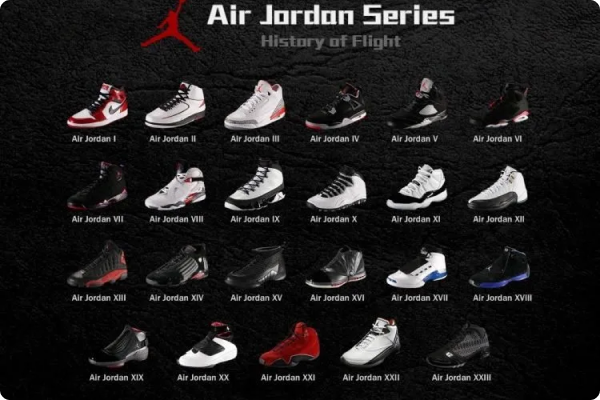 Air Jordan Series
History of Flight
Air Jordan I Air Jordan II Air Jordan III Air Jordan IV Air Jordan V Air Jordan VI
Air Jordan VII Air Jordan VIII Air Jordan IX Air Jordan X Air Jordan XI Air Jordan XII
Air Jordan XIII Air Jordan XIV Air Jordan XV Air Jordan XVI Air Jordan XVII Air Jordan XVIII
Air Jordan XIX Air Jordan XX Air Jordan XXI Air Jordan XXII Air Jordan XXIII